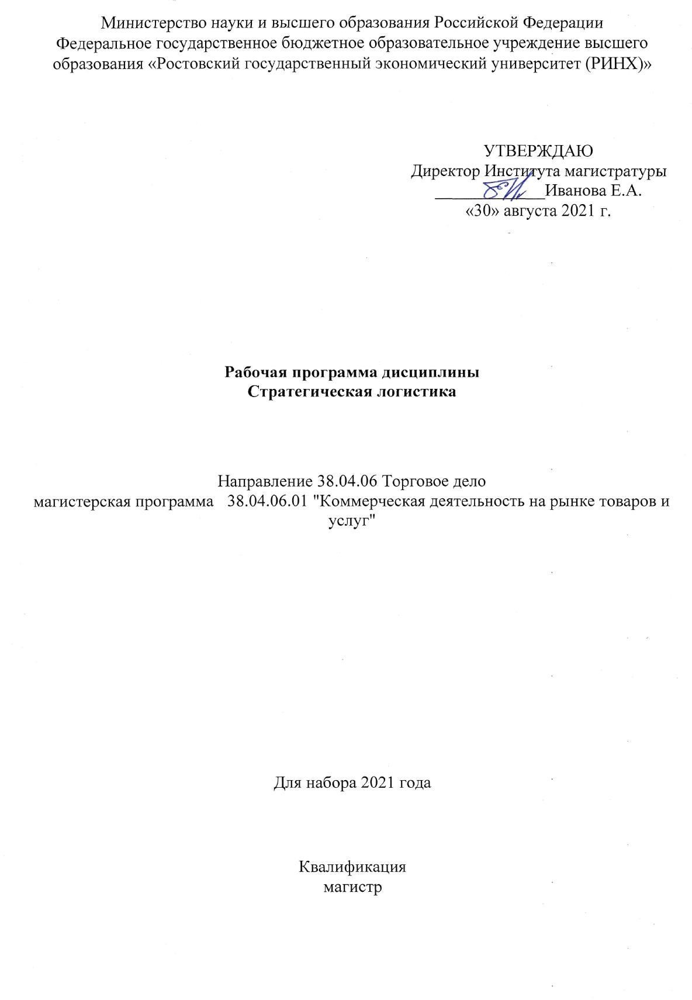 Министерство науки и высшего образования Российской Федерации
Федеральное государственное бюджетное образовательное учреждение высшего
образования «Ростовский государственный экономический университет (РИНХ)»
УТВЕРЖДАЮ
Директор Института магистратуры
Иванова Е.А.
«30» августа 2021 г.
Рабочая программа дисциплины
Стратегическая логистика
Направление 38.04.06 Торговое дело
магистерская программа 38.04.06.01 "Коммерческая деятельность на рынке товаров и
услуг"
Для набора 2021 года
Квалификация
магистр